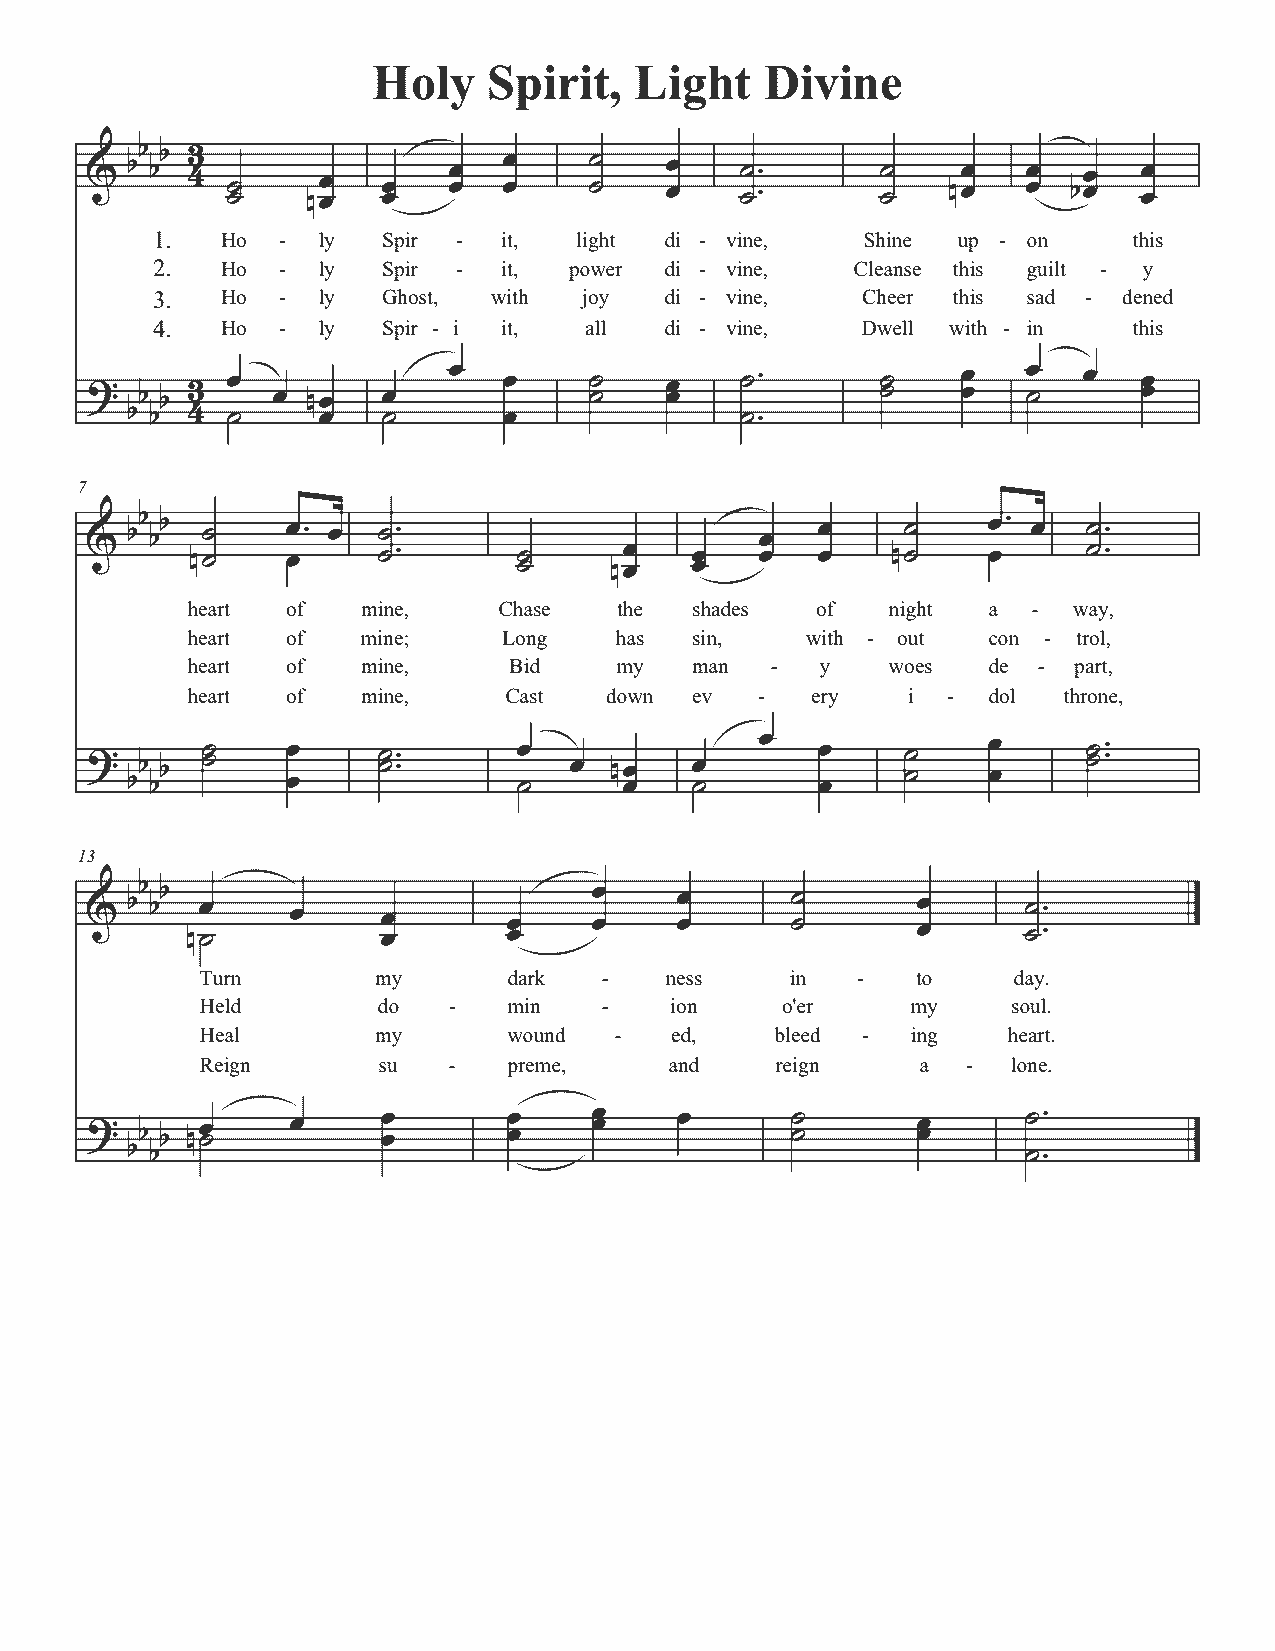 Holy Spirit, Light Divine
1. Ho - ly Spir - it, light di - vine, Shine up - on this
2. Ho - ly Spir - it, power di - vine, Cleanse this guilt - y
3. Ho - ly Ghost, with joy di - vine, Cheer this sad - dened
4. Ho - ly Spir - i it, all di - vine, Dwell with - in this
7
heart of mine, Chase the shades of night a - way,
heart of mine; Long has sin, with - out con - trol,
heart of mine, Bid my man - y woes de - part,
heart of mine, Cast down ev - ery i - dol throne,
13
Turn my dark - ness in - to day.
Held do - min - ion o'er my soul.
Heal my wound - ed, bleed - ing heart.
Reign su - preme, and reign a - lone.